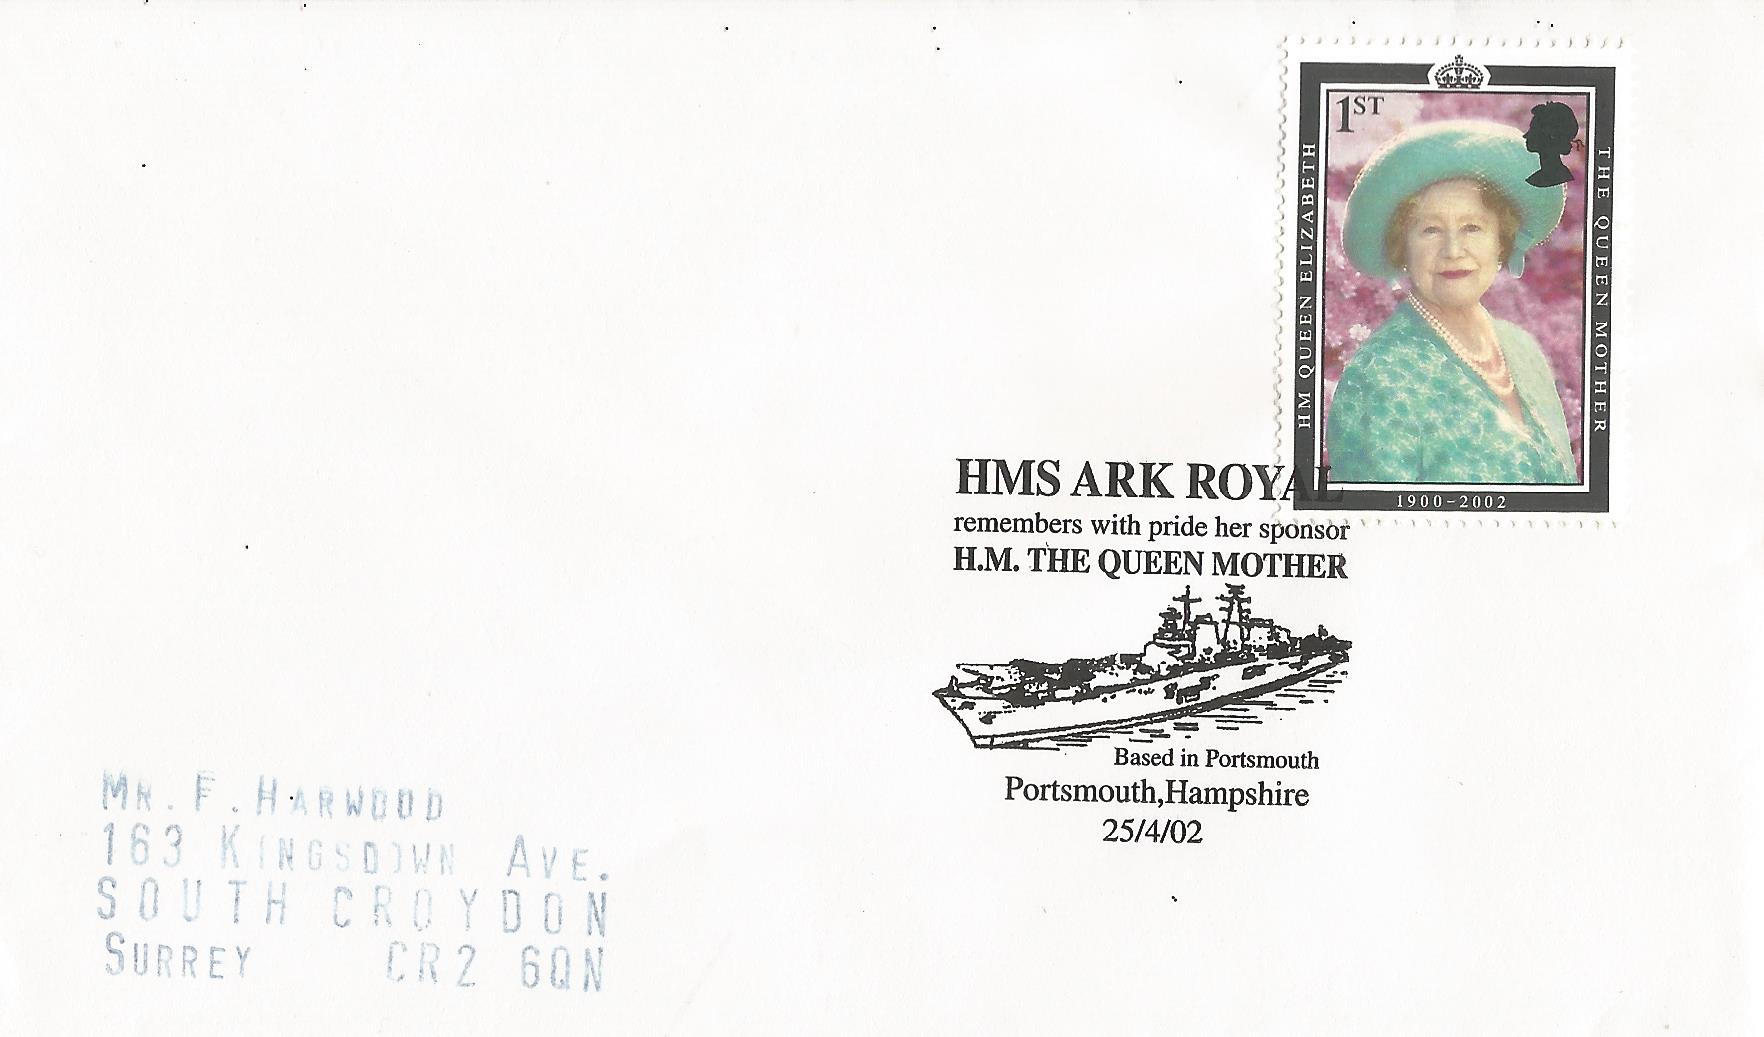 1ST
HM QUEEN ELIZABETH
THE QUEEN MOTHER
1900-2002
HMS ARK ROYAL
remembers with pride her sponsor
H.M. THE QUEEN MOTHER
Based in Portsmouth
Portsmouth,Hampshire
25/4/02
MR. F. HARWOOD
163 KINGSDOWN AVE.
SOUTH CROYDON
SURREY CR2 6QN